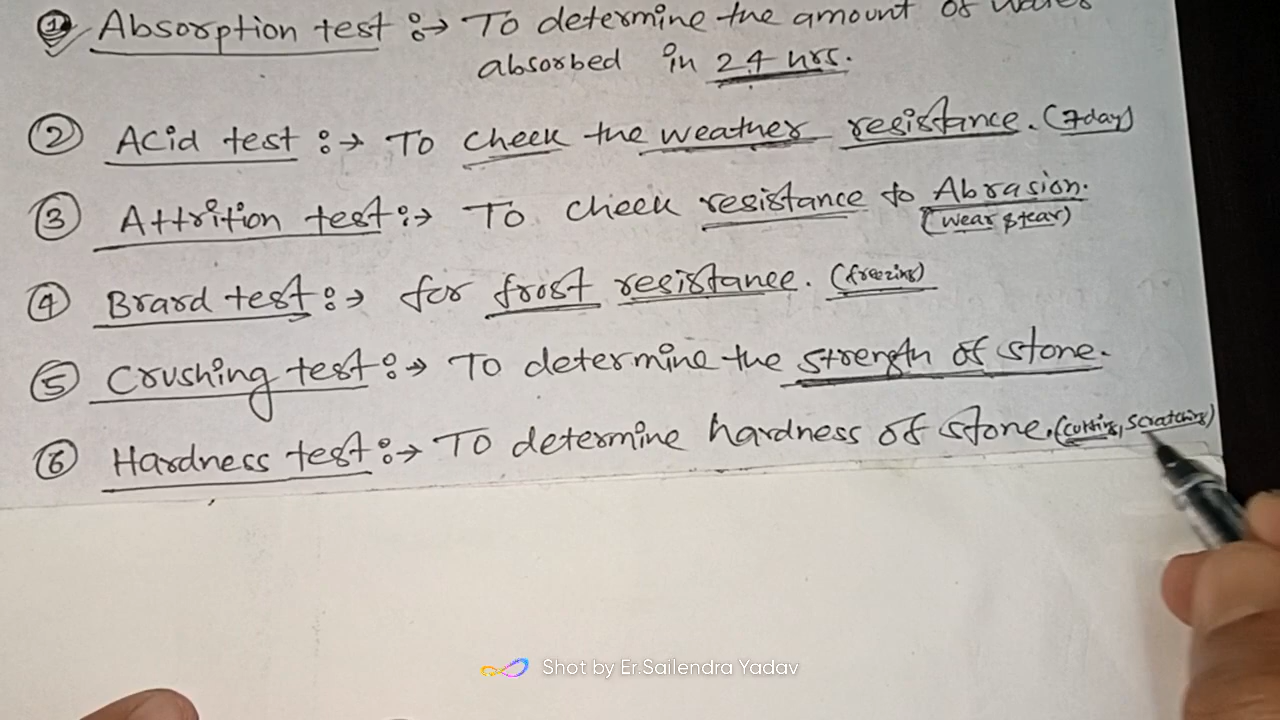 ① Absorption test :→ To determine the amount of water
absorbed in 24 hrs.
② Acid test :→ To check the weather resistance. (7day)
③ Attrition test :→ To check resistance to Abrasion.
(wear & tear)
④ Brard test :→ for frost resistance. (freezing)
⑤ Crushing test :→ To determine the strength of stone.
⑥ Hardness test :→ To determine hardness of stone. (cutting, scratching)
Shot by Er.Sailendra Yadav